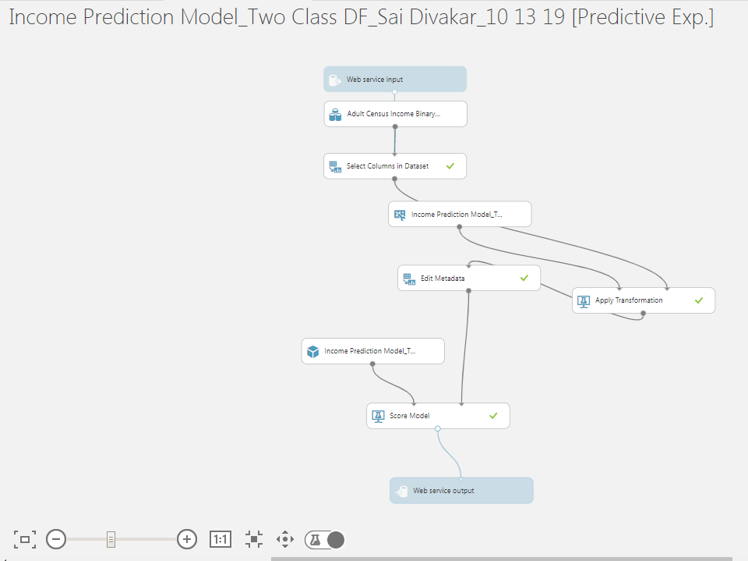 Income Prediction Model_Two Class DF_Sai Divakar_10 13 19 [Predictive Exp.]
Web service input
Adult Census Income Binary...
Select Columns in Dataset
Income Prediction Model_T...
Edit Metadata
Apply Transformation
Income Prediction Model_T...
Score Model
Web service output
1:1